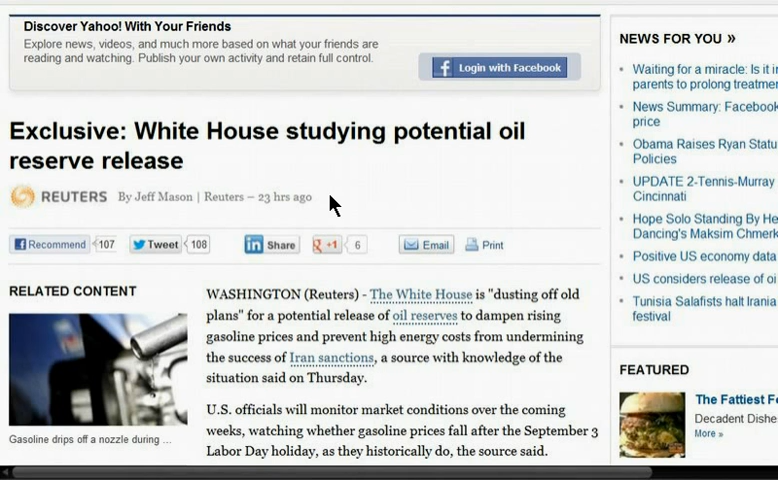 Discover Yahoo! With Your Friends
Explore news, videos, and much more based on what your friends are
reading and watching. Publish your own activity and retain full control.
Login with Facebook
Exclusive: White House studying potential oil
reserve release
REUTERS By Jeff Mason | Reuters – 23 hrs ago
Recommend 107 Tweet 108 Share +1 6 Email Print
RELATED CONTENT
Gasoline drips off a nozzle during ...
WASHINGTON (Reuters) - The White House is "dusting off old
plans" for a potential release of oil reserves to dampen rising
gasoline prices and prevent high energy costs from undermining
the success of Iran sanctions, a source with knowledge of the
situation said on Thursday.
U.S. officials will monitor market conditions over the coming
weeks, watching whether gasoline prices fall after the September 3
Labor Day holiday, as they historically do, the source said.
NEWS FOR YOU »
Waiting for a miracle: Is it
parents to prolong
News Summary: Facebook
price
Obama Raises Ryan
Policies
UPDATE 2-Tennis-Murray
Cincinnati
Hope Solo Standing By
Dancing's Maksim
Positive US economy data
US considers release of
Tunisia Salafists halt
festival
FEATURED
The Fattiest
Decadent
More »